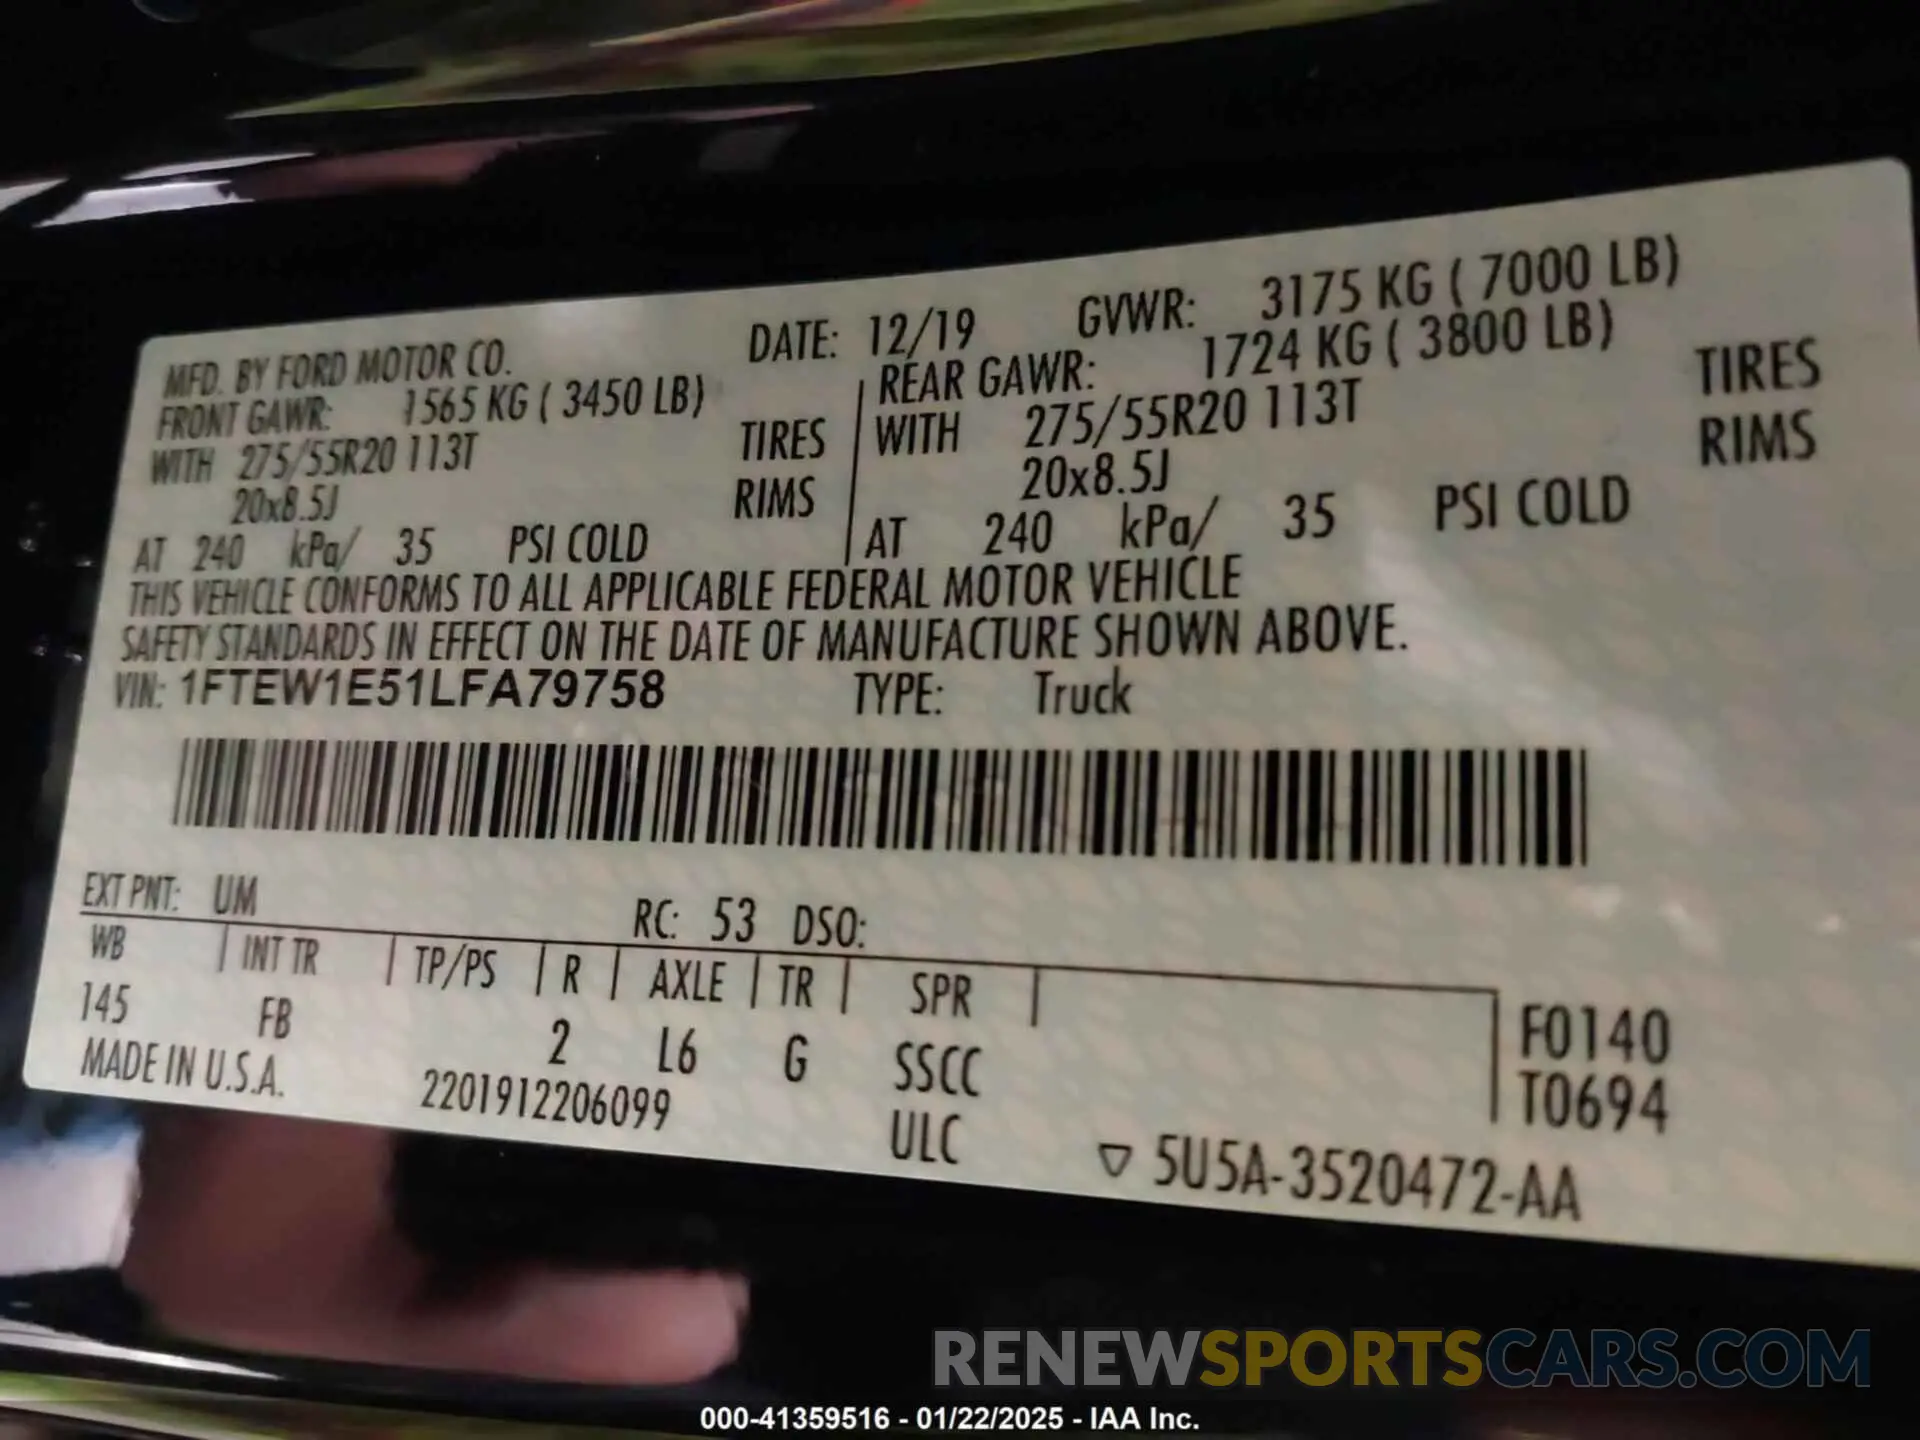 MFD. BY FORD MOTOR CO. DATE: 12/19 GVWR: 3175 KG ( 7000 LB)
FRONT GAWR: 1565 KG ( 3450 LB) REAR GAWR: 1724 KG ( 3800 LB)
WITH 275/55R20 113T TIRES WITH 275/55R20 113T TIRES
20x8.5J RIMS 20x8.5J RIMS
AT 240 kPa/ 35 PSI COLD AT 240 kPa/ 35 PSI COLD
THIS VEHICLE CONFORMS TO ALL APPLICABLE FEDERAL MOTOR VEHICLE
SAFETY STANDARDS IN EFFECT ON THE DATE OF MANUFACTURE SHOWN ABOVE.
VIN: 1FTEW1E51LFA79758 TYPE: Truck
EXT PNT: UM RC: 53 DSO:
WB INT TR TP/PS R AXLE TR SPR
145 FB 2 L6 G SSCC F0140
MADE IN U.S.A. 2201912206099 ULC T0694
▽ 5U5A-3520472-AA
RENEWSPORTSCARS.COM
000-41359516 - 01/22/2025 - IAA Inc.